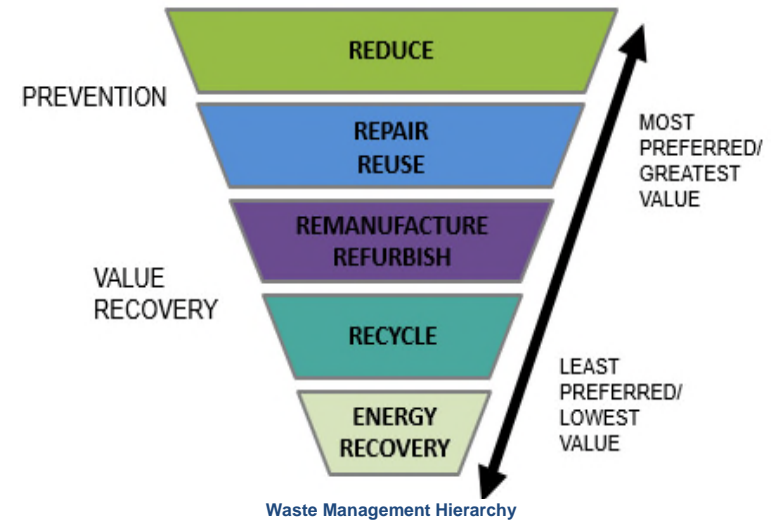 REDUCE
PREVENTION
REPAIR
REUSE
MOST
PREFERRED/
GREATEST
VALUE
REMANUFACTURE
REFURBISH
VALUE
RECOVERY
RECYCLE
LEAST
PREFERRED/
LOWEST
VALUE
ENERGY
RECOVERY
Waste Management Hierarchy